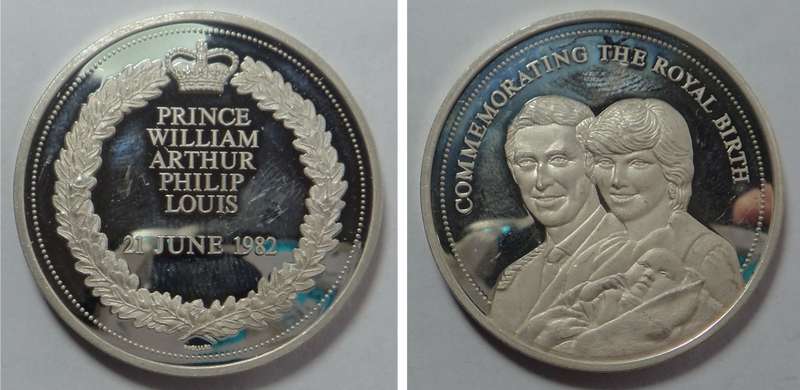 PRINCE
WILLIAM
ARTHUR
PHILIP
LOUIS
21 JUNE 1982
COMMEMORATING THE ROYAL BIRTH